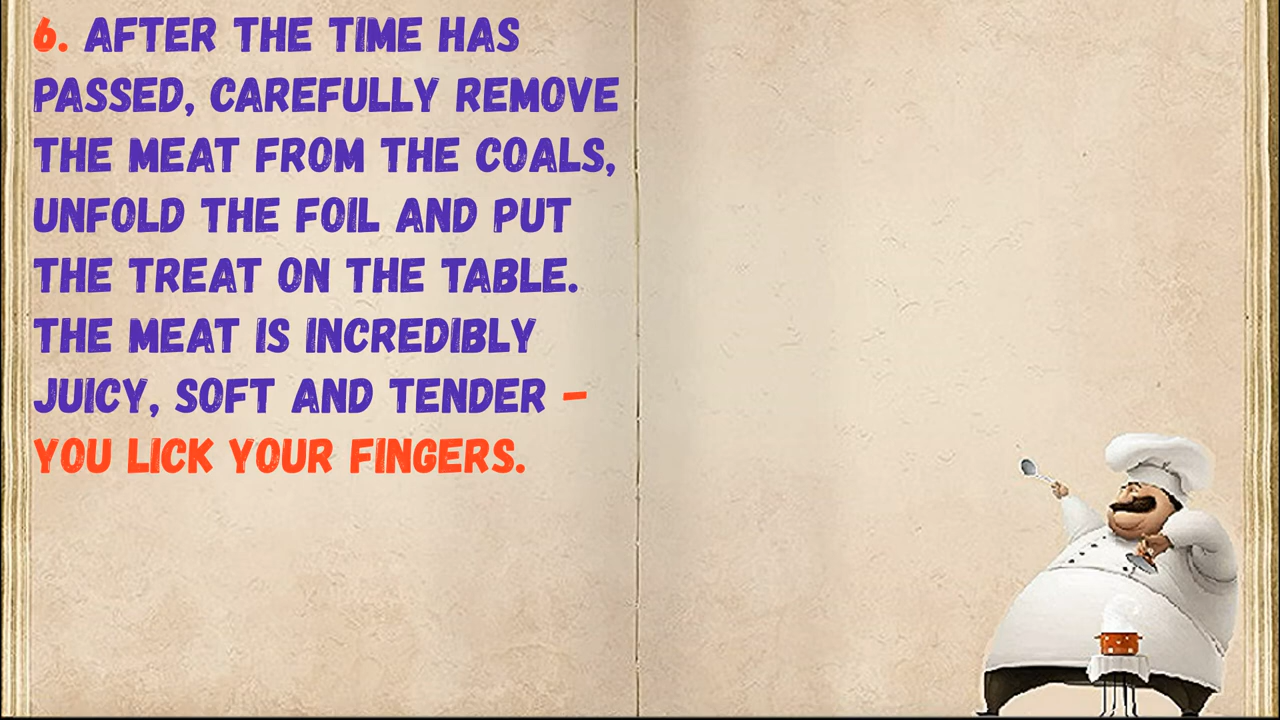 6. AFTER THE TIME HAS
PASSED, CAREFULLY REMOVE
THE MEAT FROM THE COALS,
UNFOLD THE FOIL AND PUT
THE TREAT ON THE TABLE.
THE MEAT IS INCREDIBLY
JUICY, SOFT AND TENDER –
YOU LICK YOUR FINGERS.